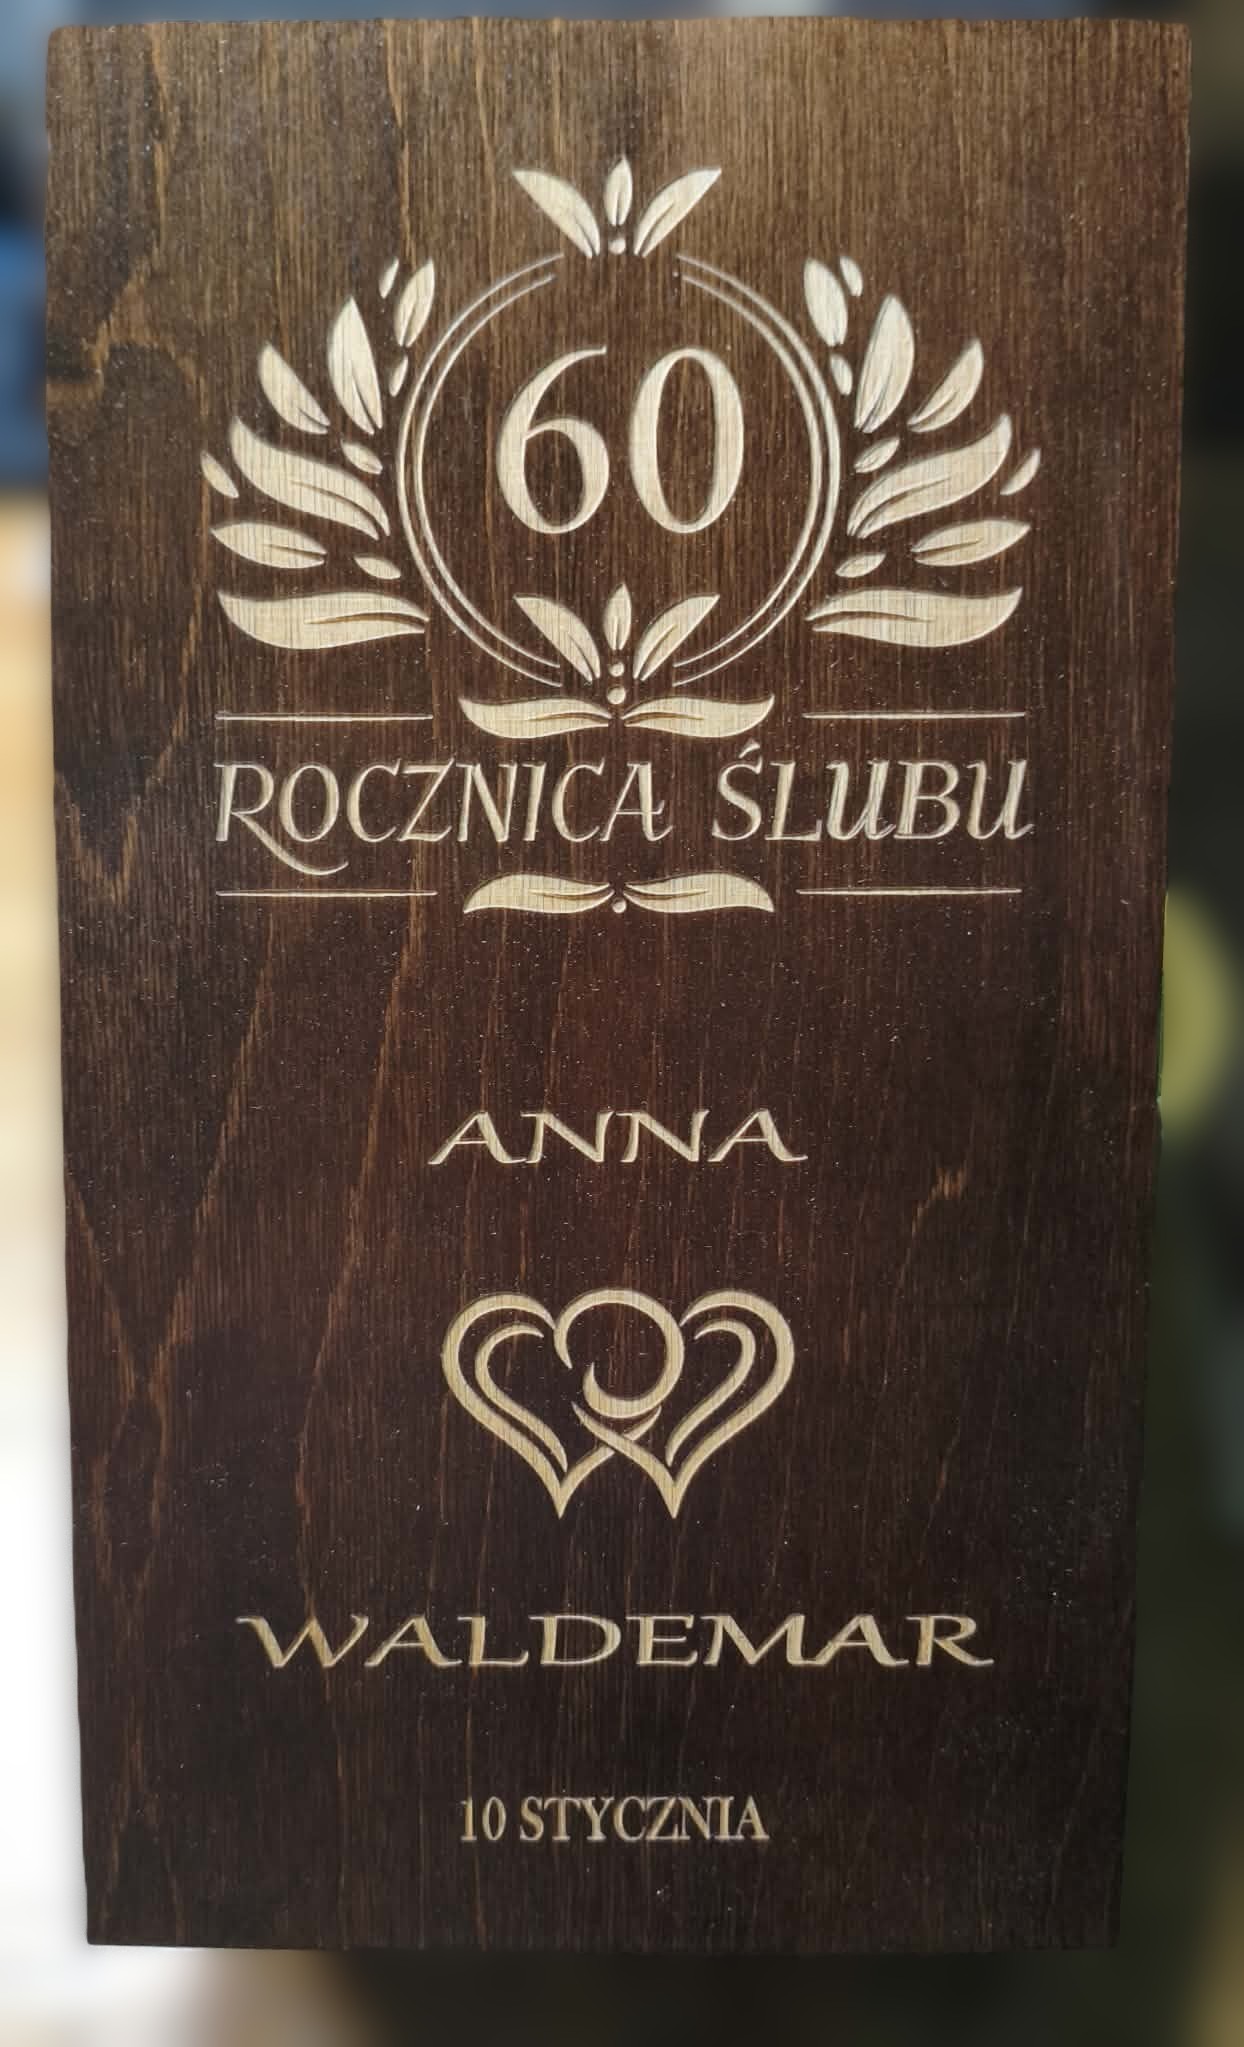 60
ROCZNICA ŚLUBU
ANNA
WALDEMAR
10 STYCZNIA